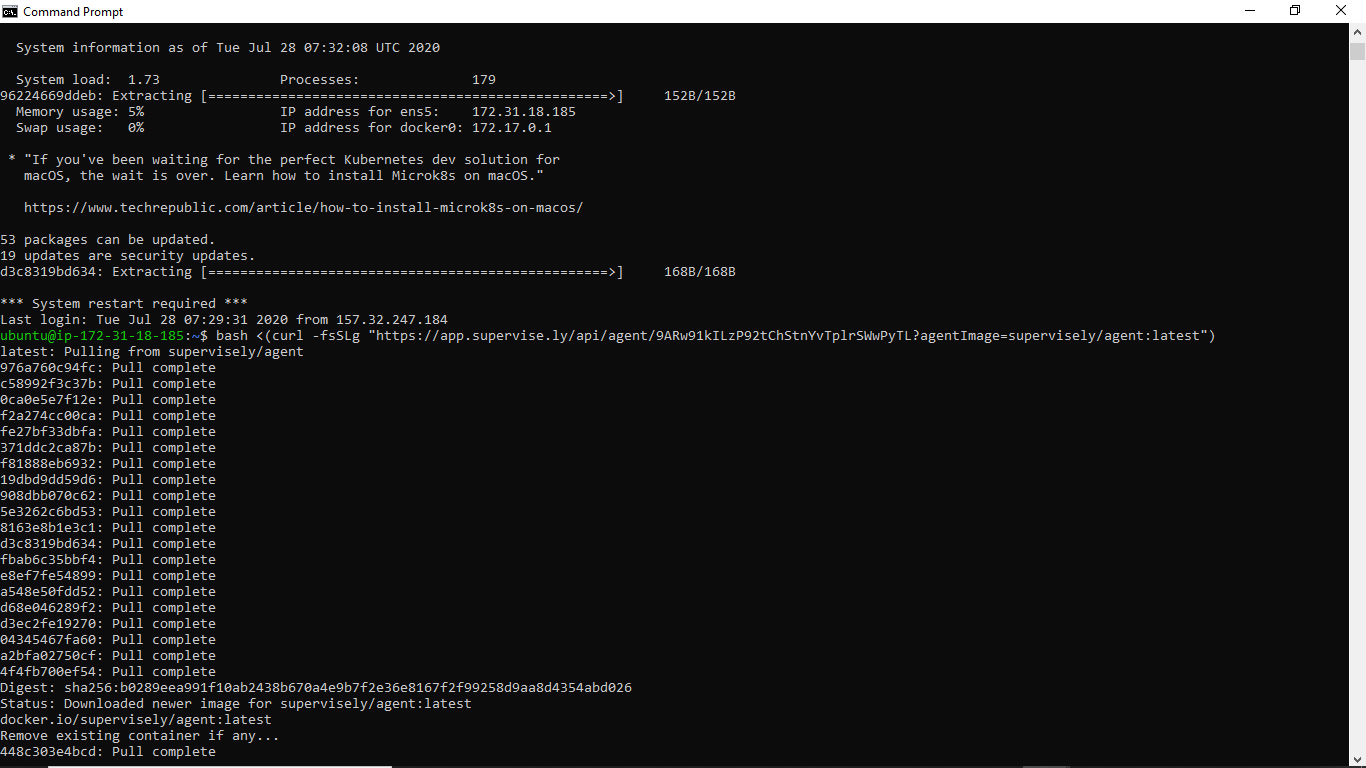 Command Prompt
System information as of Tue Jul 28 07:32:08 UTC 2020
System load: 1.73 Processes: 179
96224669ddeb: Extracting [==================================================>] 152B/152B
Memory usage: 5% IP address for ens5: 172.31.18.185
Swap usage: 0% IP address for docker0: 172.17.0.1
* "If you've been waiting for the perfect Kubernetes dev solution for
macOS, the wait is over. Learn how to install Microk8s on macOS."
https://www.techrepublic.com/article/how-to-install-microk8s-on-macos/
53 packages can be updated.
19 updates are security updates.
d3c8319bd634: Extracting [==================================================>] 168B/168B
*** System restart required ***
Last login: Tue Jul 28 07:29:31 2020 from 157.32.247.184
ubuntu@ip-172-31-18-185:~$ bash <(curl -fsSLg "https://app.supervise.ly/api/agent/9ARw91kILzP92tChStnYvTplrSWwPyTL?agentImage=supervisely/agent:latest")
latest: Pulling from supervisely/agent
976a760c94fc: Pull complete
c58992f3c37b: Pull complete
0ca0e5e7f12e: Pull complete
f2a274cc00ca: Pull complete
fe27bf33dbfa: Pull complete
371ddc2ca87b: Pull complete
f81888eb6932: Pull complete
19dbd9dd59d6: Pull complete
908dbb070c62: Pull complete
5e3262c6bd53: Pull complete
8163e8b1e3c1: Pull complete
d3c8319bd634: Pull complete
fbab6c35bbf4: Pull complete
e8ef7fe54899: Pull complete
a548e50fdd52: Pull complete
d68e046289f2: Pull complete
d3ec2fe19270: Pull complete
04345467fa60: Pull complete
a2bfa02750cf: Pull complete
4f4fb700ef54: Pull complete
Digest: sha256:b0289eea991f10ab2438b670a4e9b7f2e36e8167f2f99258d9aa8d4354abd026
Status: Downloaded newer image for supervisely/agent:latest
docker.io/supervisely/agent:latest
Remove existing container if any...
448c303e4bcd: Pull complete